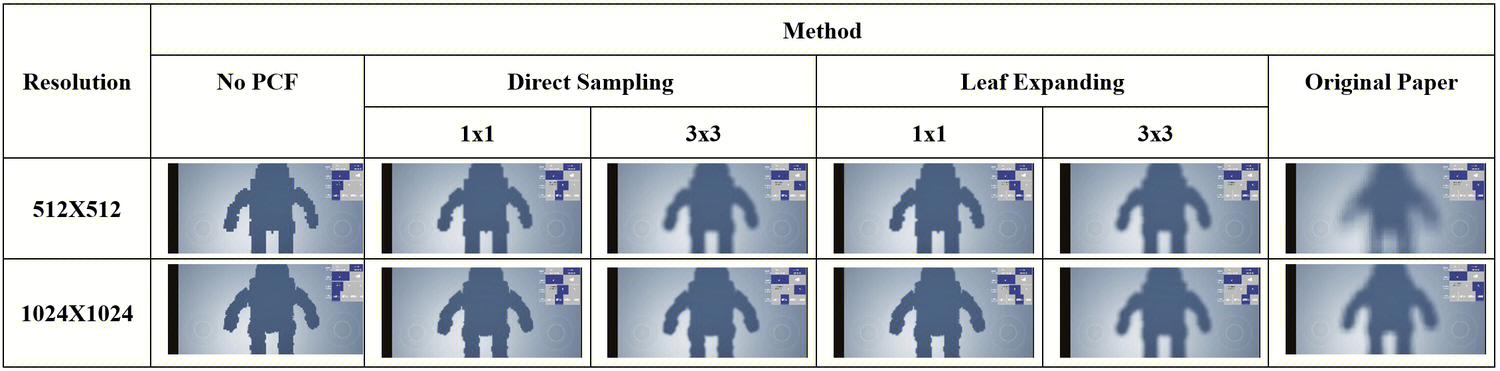 Method
Resolution
No PCF
Direct Sampling
Leaf Expanding
Original Paper
1x1
3x3
1x1
3x3
512X512
1024X1024